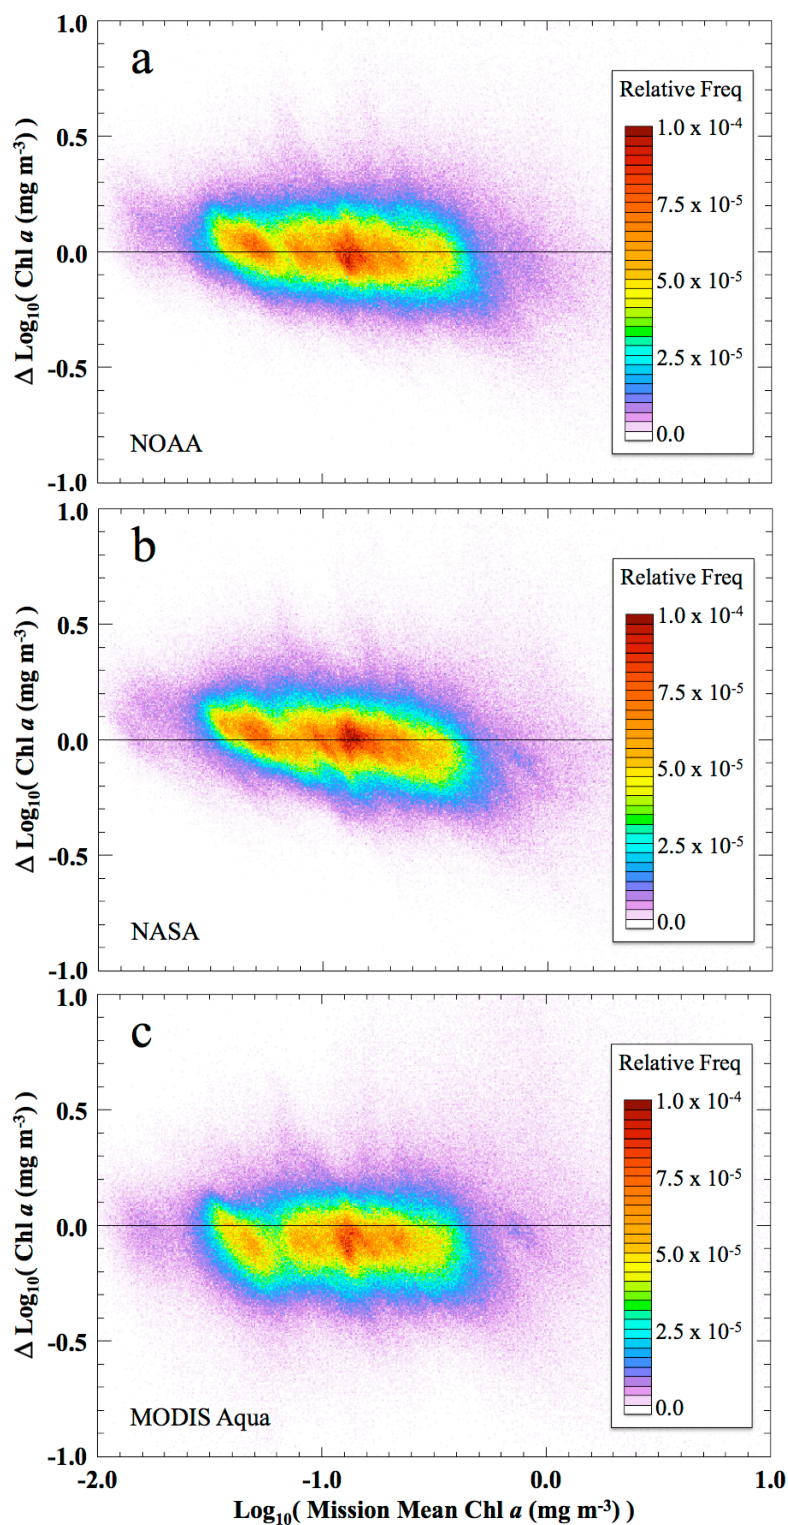 a
1.0
0.5
0.0
-0.5
-1.0
Δ Log10( Chl a (mg m-3) )
Relative Freq
1.0 x 10-4
7.5 x 10-5
5.0 x 10-5
2.5 x 10-5
0.0
NOAA
b
1.0
0.5
0.0
-0.5
-1.0
Δ Log10( Chl a (mg m-3) )
Relative Freq
1.0 x 10-4
7.5 x 10-5
5.0 x 10-5
2.5 x 10-5
0.0
NASA
c
1.0
0.5
0.0
-0.5
-1.0
Δ Log10( Chl a (mg m-3) )
Relative Freq
1.0 x 10-4
7.5 x 10-5
5.0 x 10-5
2.5 x 10-5
0.0
MODIS Aqua
-2.0 -1.0 0.0 1.0
Log10( Mission Mean Chl a (mg m-3) )